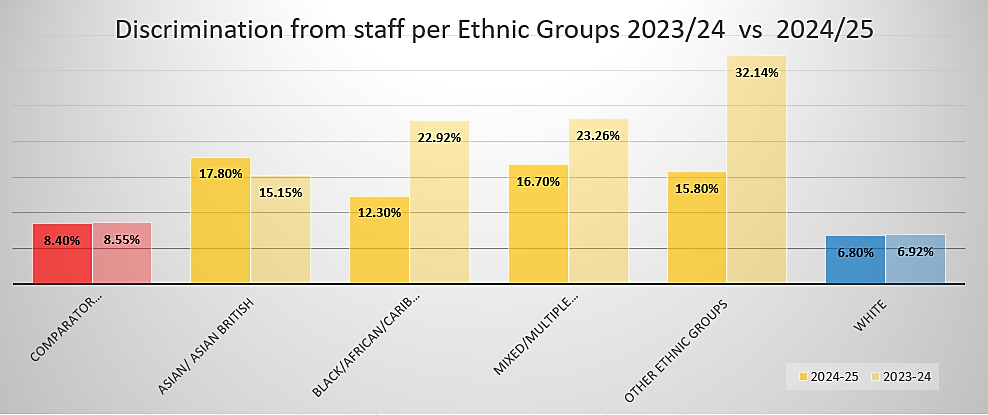 Discrimination from staff per Ethnic Groups 2023/24 vs 2024/25
32.14%
22.92%
23.26%
17.80%
15.15%
16.70%
15.80%
12.30%
8.40%
8.55%
6.80%
6.92%
COMPARATOR...
ASIAN/ ASIAN BRITISH
BLACK/AFRICAN/CARIB...
MIXED/MULTIPLE...
OTHER ETHNIC GROUPS
WHITE
2024-25
2023-24